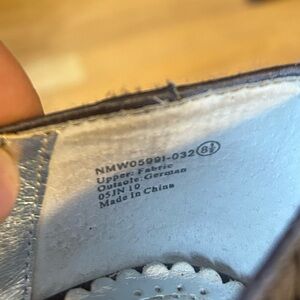 NMW05991-032 8½
Upper: Fabric
Outsole: German
05JN 10
Made in China